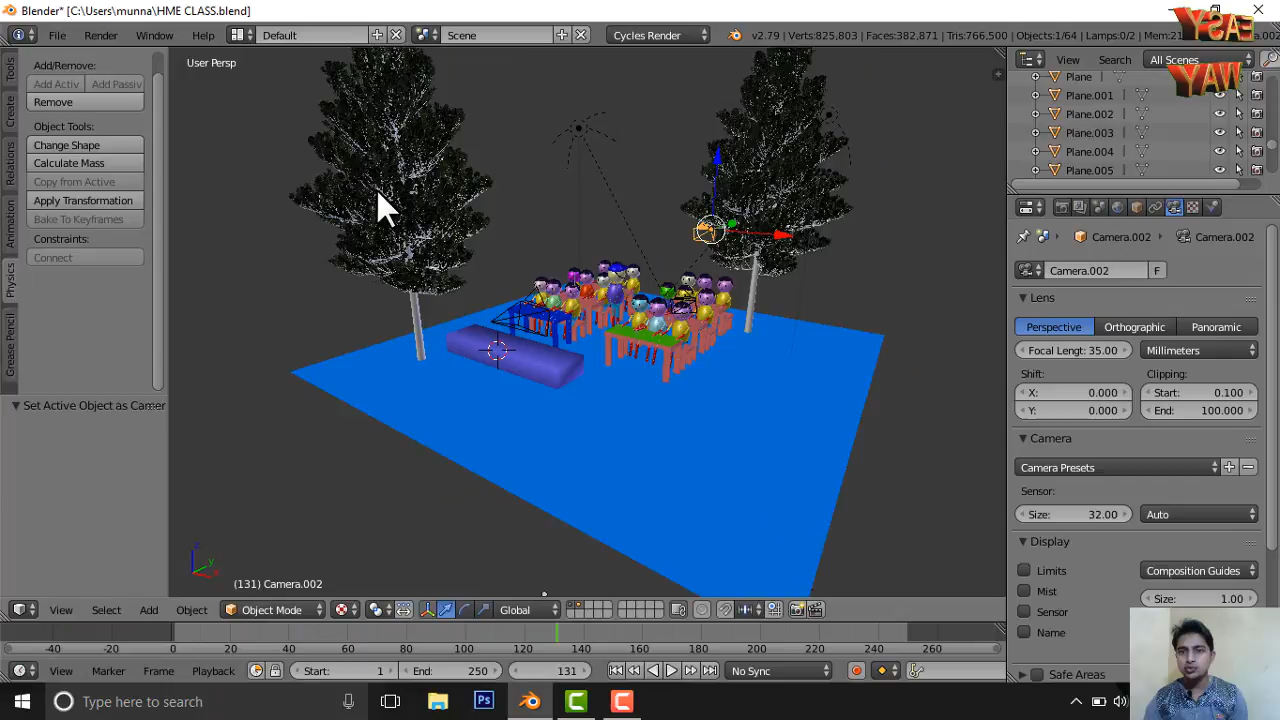 Blender* [C:\Users\munna\HME CLASS.blend]
File Render Window Help Default Scene Cycles Render v2.79 | Verts:825,803 | Faces:382,871 | Tris:766,500 | Objects:1/64 | Lamps:0/2
EASY
WAY
View Search All Scenes
User Persp
Tools
Create
Relations
Animation
Physics
Grease Pencil
Add/Remove:
Add Activ Add Passiv
Remove
Object Tools:
Change Shape
Calculate Mass
Copy from Active
Apply Transformation
Bake To Keyframes
Constraints:
Connect
Set Active Object as Camer
Plane
Plane.001
Plane.002
Plane.003
Plane.004
Plane.005
Camera.002 Camera.002
Camera.002 F
Lens
Perspective Orthographic Panoramic
Focal Lengt: 35.00 Millimeters
Shift: Clipping:
X: 0.000 Start: 0.100
Y: 0.000 End: 100.000
Camera
Camera Presets
Sensor:
Size: 32.00 Auto
Display
Limits Composition Guides
Mist Size: 1.00
Sensor
Name
Safe Areas
(131) Camera.002
View Select Add Object Object Mode Global
-40 -20 0 20 40 60 80 100 120 140 160 180 200 220 240 260
View Marker Frame Playback Start: 1 End: 250 131 No Sync
Type here to search
Ps